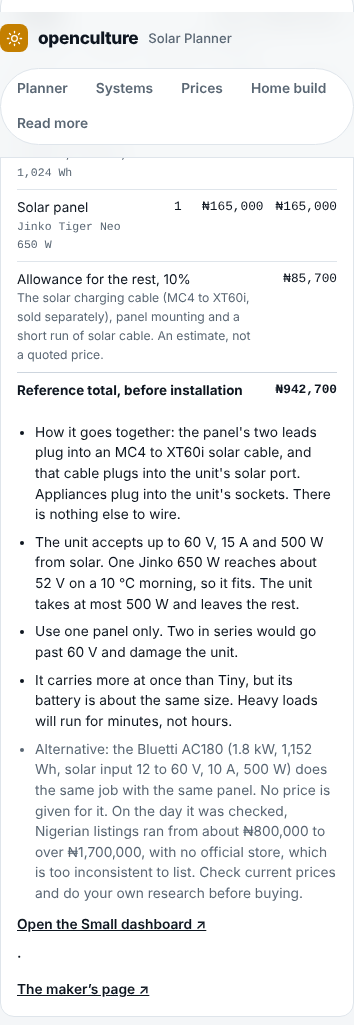 openculture Solar Planner
Planner Systems Prices Home build
Read more
1,024 Wh
Solar panel 1 ₦165,000 ₦165,000
Jinko Tiger Neo
650 W
Allowance for the rest, 10% ₦85,700
The solar charging cable (MC4 to XT60i,
sold separately), panel mounting and a
short run of solar cable. An estimate, not
a quoted price.
Reference total, before installation ₦942,700
• How it goes together: the panel's two leads
plug into an MC4 to XT60i solar cable, and
that cable plugs into the unit's solar port.
Appliances plug into the unit's sockets. There
is nothing else to wire.
• The unit accepts up to 60 V, 15 A and 500 W
from solar. One Jinko 650 W reaches about
52 V on a 10 °C morning, so it fits. The unit
takes at most 500 W and leaves the rest.
• Use one panel only. Two in series would go
past 60 V and damage the unit.
• It carries more at once than Tiny, but its
battery is about the same size. Heavy loads
will run for minutes, not hours.
• Alternative: the Bluetti AC180 (1.8 kW, 1,152
Wh, solar input 12 to 60 V, 10 A, 500 W) does
the same job with the same panel. No price is
given for it. On the day it was checked,
Nigerian listings ran from about ₦800,000 to
over ₦1,700,000, with no official store, which
is too inconsistent to list. Check current prices
and do your own research before buying.
Open the Small dashboard ↗
.
The maker’s page ↗